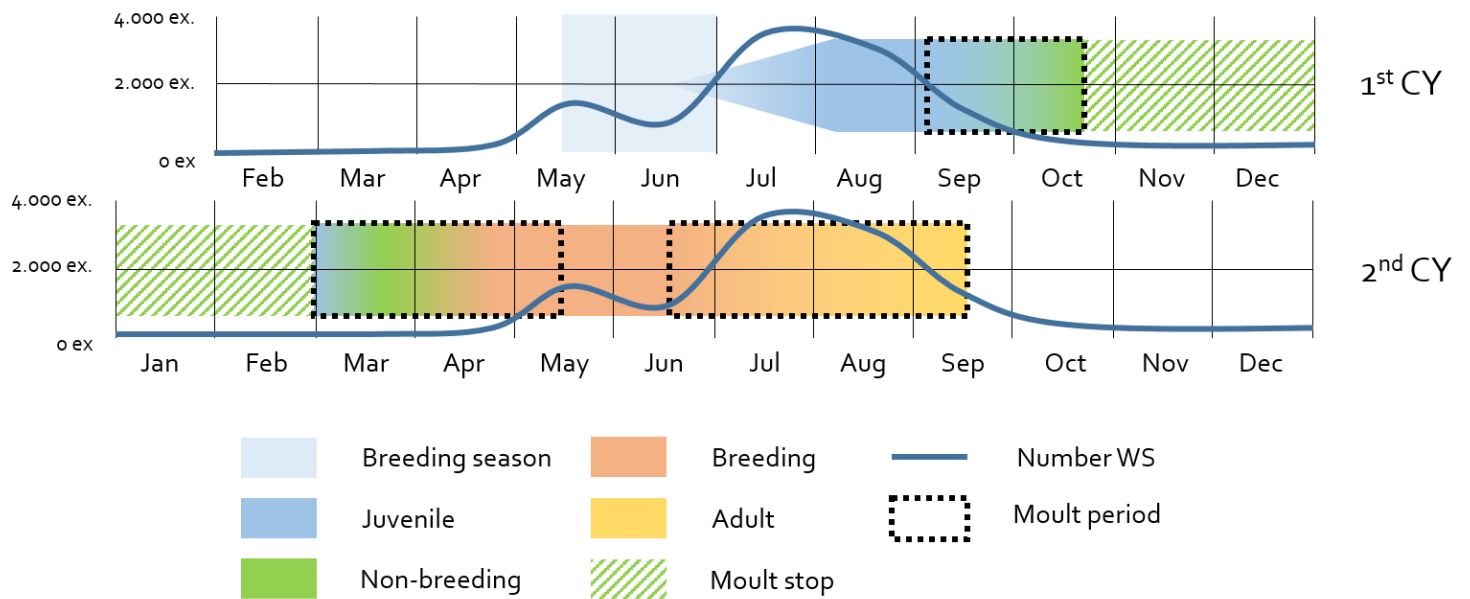 4.000 ex.
2.000 ex.
0 ex
1st CY
Feb Mar Apr May Jun Jul Aug Sep Oct Nov Dec
4.000 ex.
2.000 ex.
0 ex
2nd CY
Jan Feb Mar Apr May Jun Jul Aug Sep Oct Nov Dec
Breeding season Breeding Number WS
Juvenile Adult Moult period
Non-breeding Moult stop